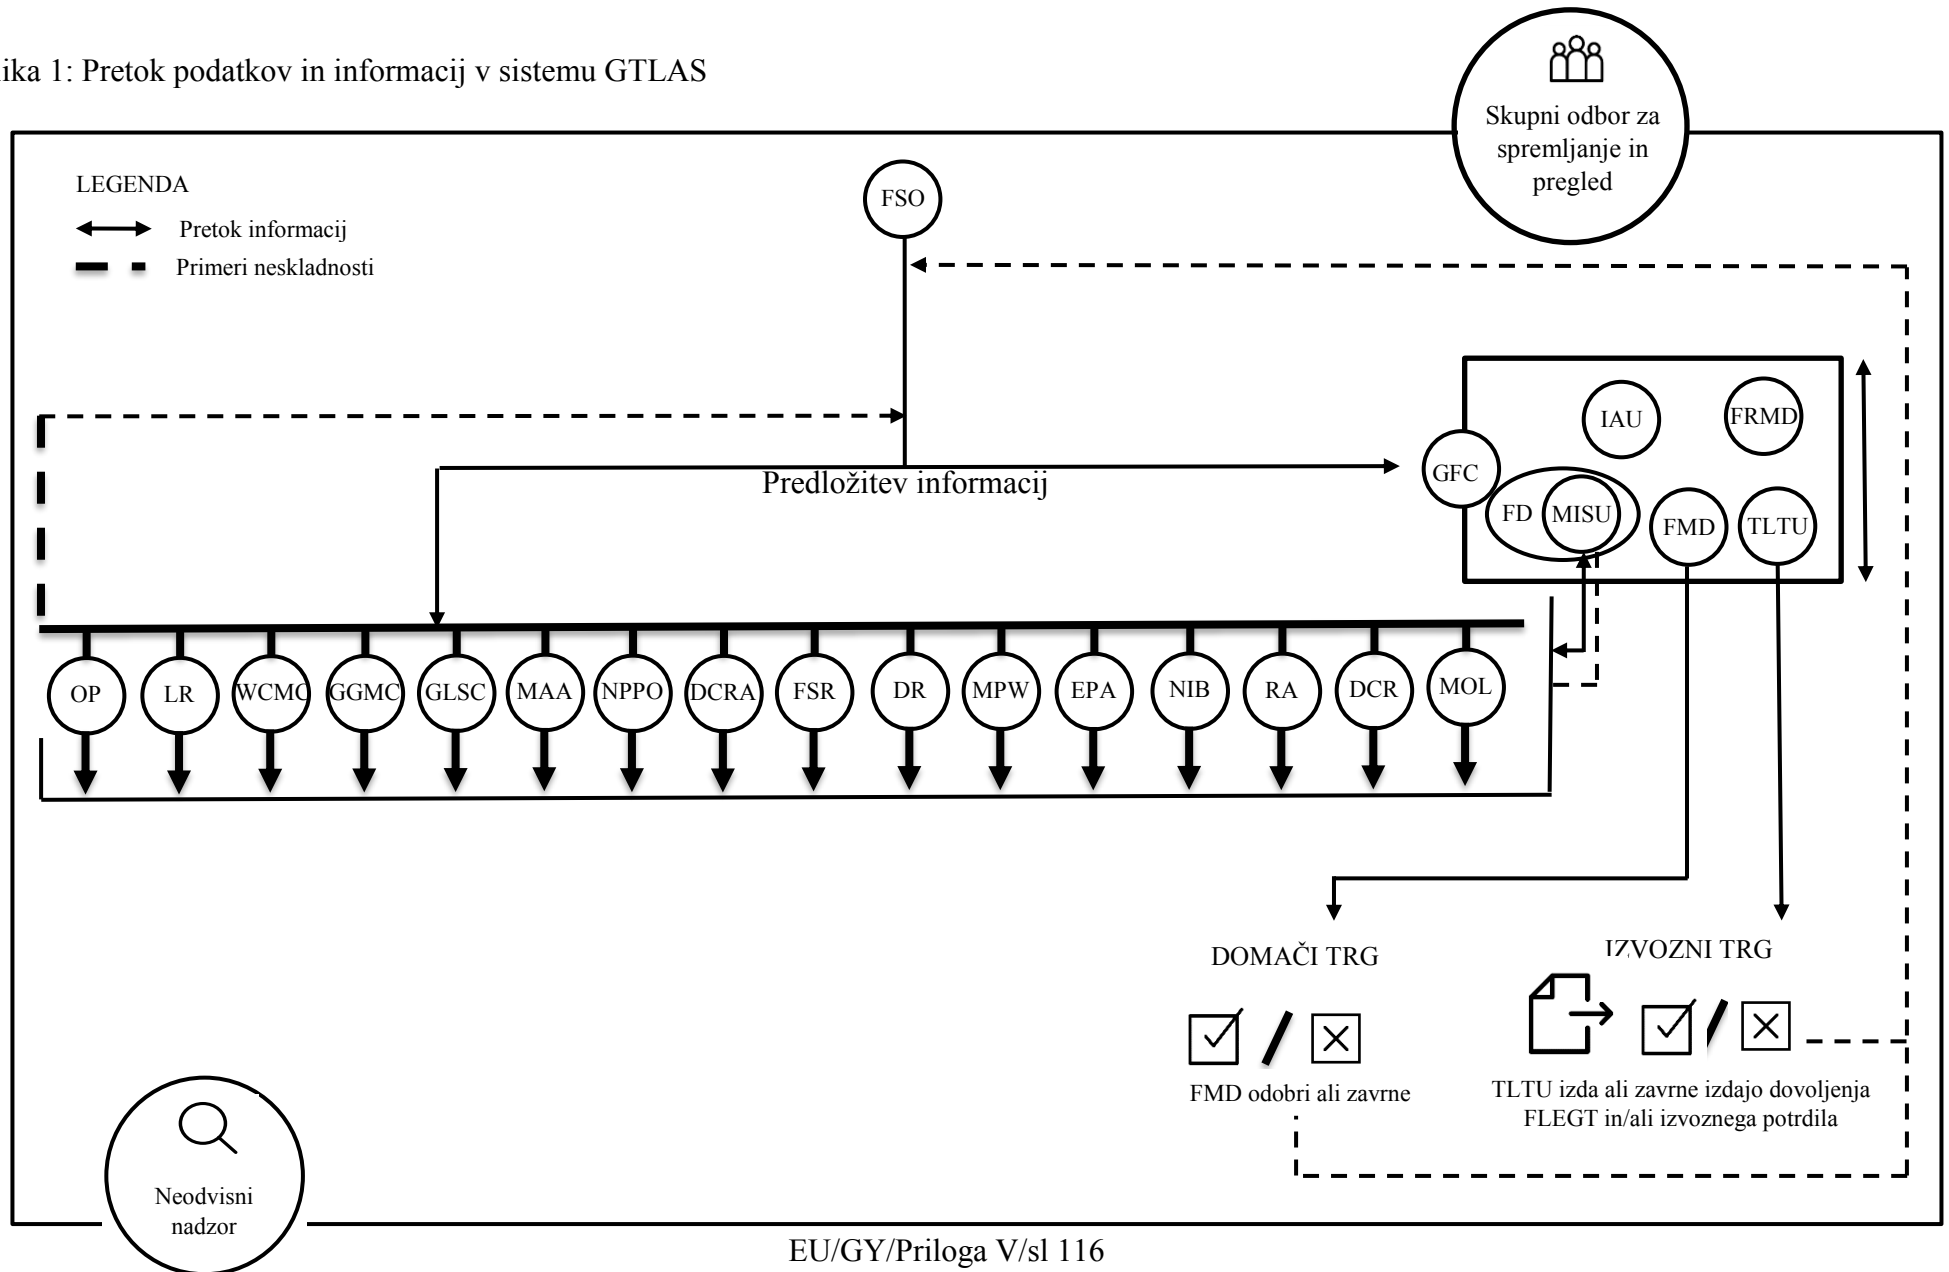 ika 1: Pretok podatkov in informacij v sistemu GTLAS
Skupni odbor za
spremljanje in
pregled
LEGENDA
Pretok informacij
Primeri neskladnosti
FSO
IAU
FRMD
GFC
Predložitev informacij
FD
MISU
FMD
TLTU
OP
LR
WCMC
GGMC
GLSC
MAA
NPPO
DCRA
FSR
DR
MPW
EPA
NIB
RA
DCR
MOL
DOMAČI TRG
IZVOZNI TRG
FMD odobri ali zavrne
TLTU izda ali zavrne izdajo dovoljenja
FLEGT in/ali izvoznega potrdila
Neodvisni
nadzor
EU/GY/Priloga V/sl 116